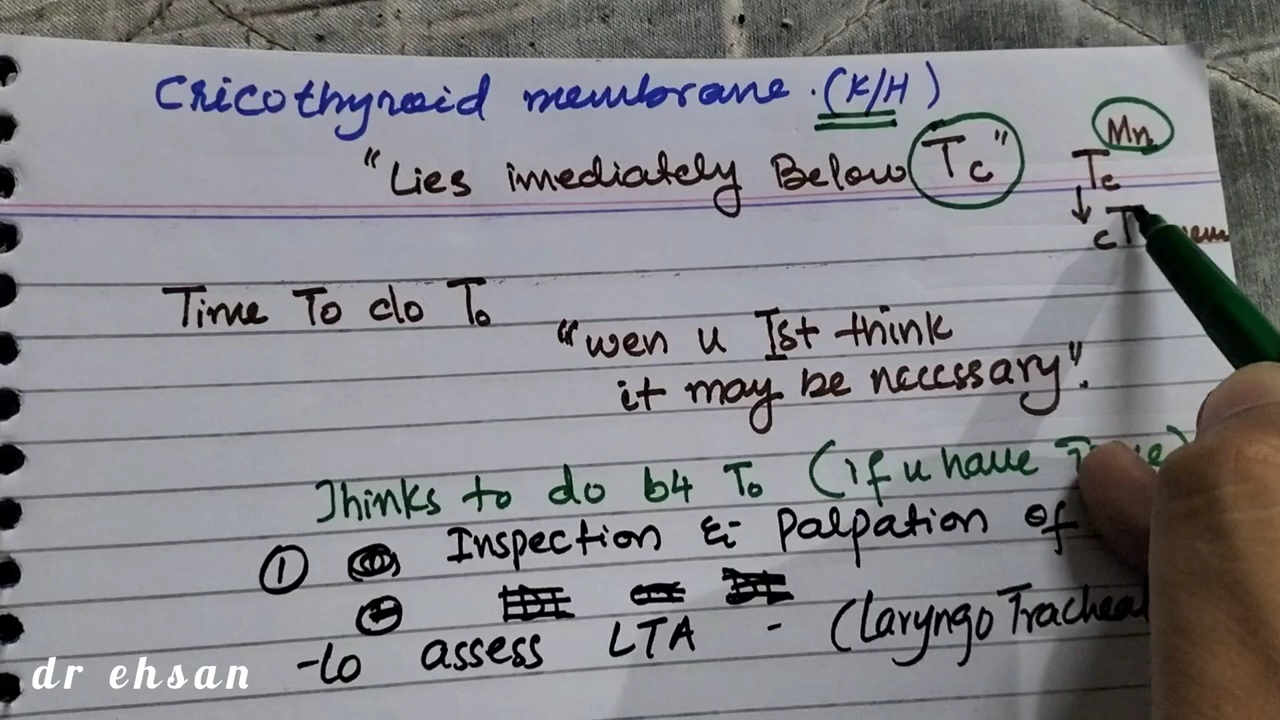 Cricothyroid membrane. (K/H)
"Lies imediately Below Tc"
Mn
Tc
↓
cT
Time To do To
"wen u Ist think
it may be neccssary".
Thinks to do b4 To (if u have
① Inspection & Palpation of
-to assess LTA - (Laryngo Tracheal
dr ehsan